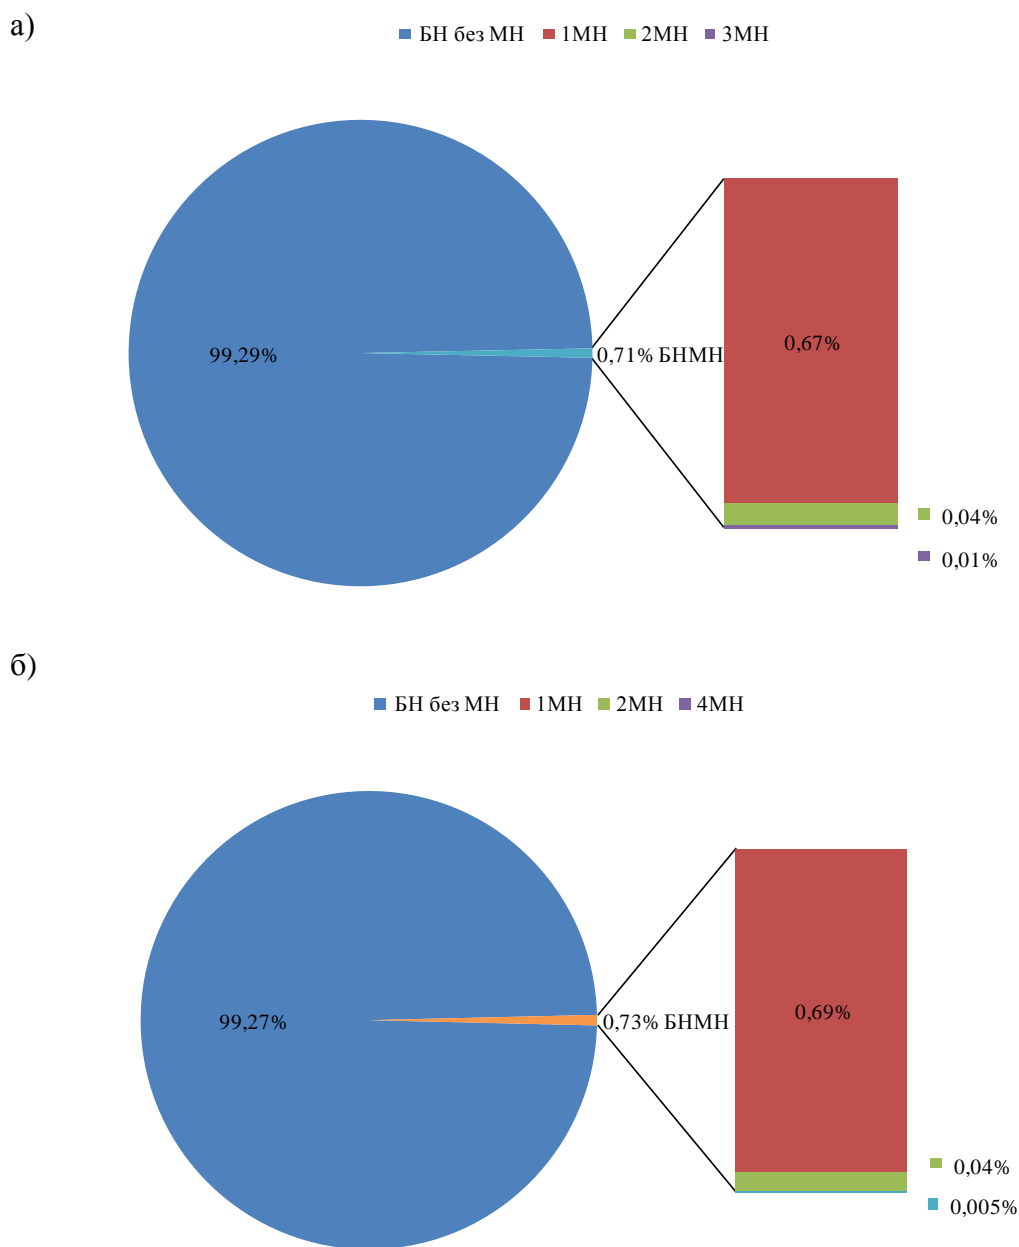 а)
БН без МН 1МН 2МН 3МН
99,29%
0,71% БНМН
0,67%
0,04%
0,01%
б)
БН без МН 1МН 2МН 4МН
99,27%
0,73% БНМН
0,69%
0,04%
0,005%